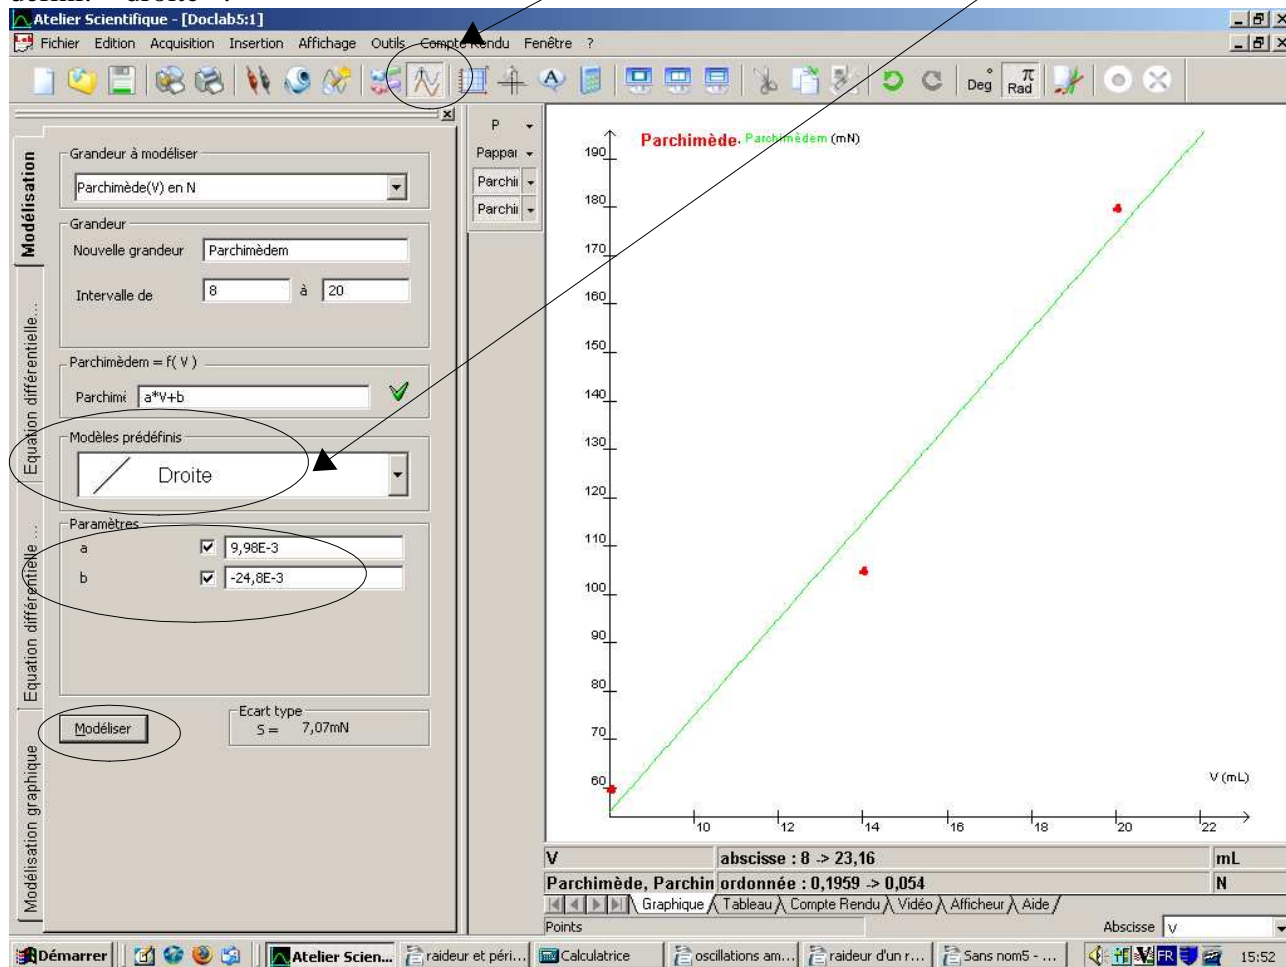 Atelier Scientifique - [Doclab5:1]
Fichier Edition Acquisition Insertion Affichage Outils Compte Rendu Fenêtre ?
Deg π Rad
Modélisation
Equation différentielle...
Equation différentielle ...
Modélisation graphique
Grandeur à modéliser
Parchimède(V) en N
Grandeur
Nouvelle grandeur Parchimèdem
Intervalle de 8 à 20
Parchimèdem = f( V )
Parchimè a*V+b
Modèles prédéfinis
Droite
Paramètres
a 9,98E-3
b -24,8E-3
Modéliser
Ecart type
S = 7,07mN
P
Pappar
Parchii
Parchii
Parchimède, Parchimèdem (mN)
190
180
170
160
150
140
130
120
110
100
90
80
70
60
V (mL)
10 12 14 16 18 20 22
V abscisse : 8 -> 23,16 mL
Parchimède, Parchin ordonnée : 0,1959 -> 0,054 N
Graphique Tableau Compte Rendu Vidéo Afficheur Aide
Points Abscisse V
Démarrer Atelier Scien... raideur et péri... Calculatrice oscillations am... raideur d'un r... Sans nom5 - ... FR 15:52